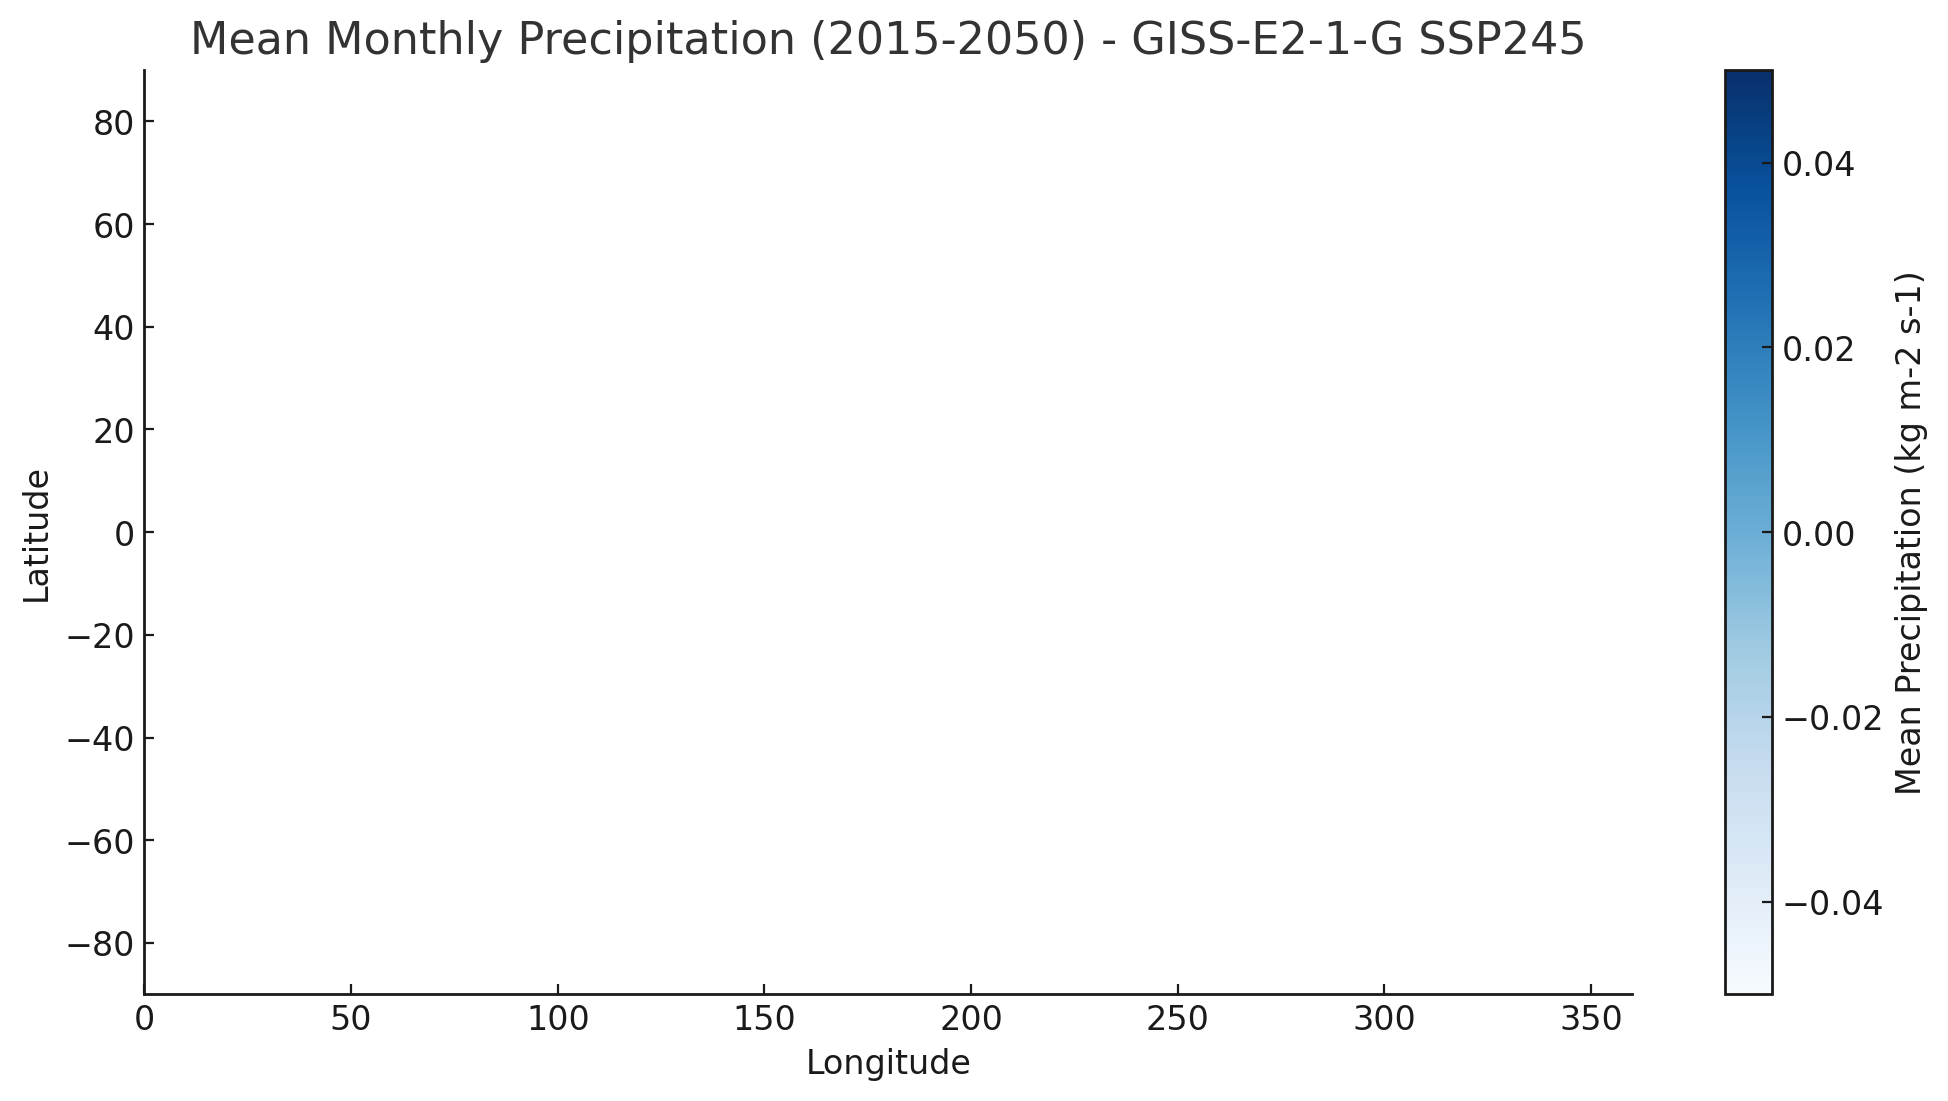 Mean Monthly Precipitation (2015-2050) - GISS-E2-1-G SSP245
80
60
40
20
0
−20
−40
−60
−80
Latitude
0 50 100 150 200 250 300 350
Longitude
0.04
0.02
0.00
−0.02
−0.04
Mean Precipitation (kg m-2 s-1)